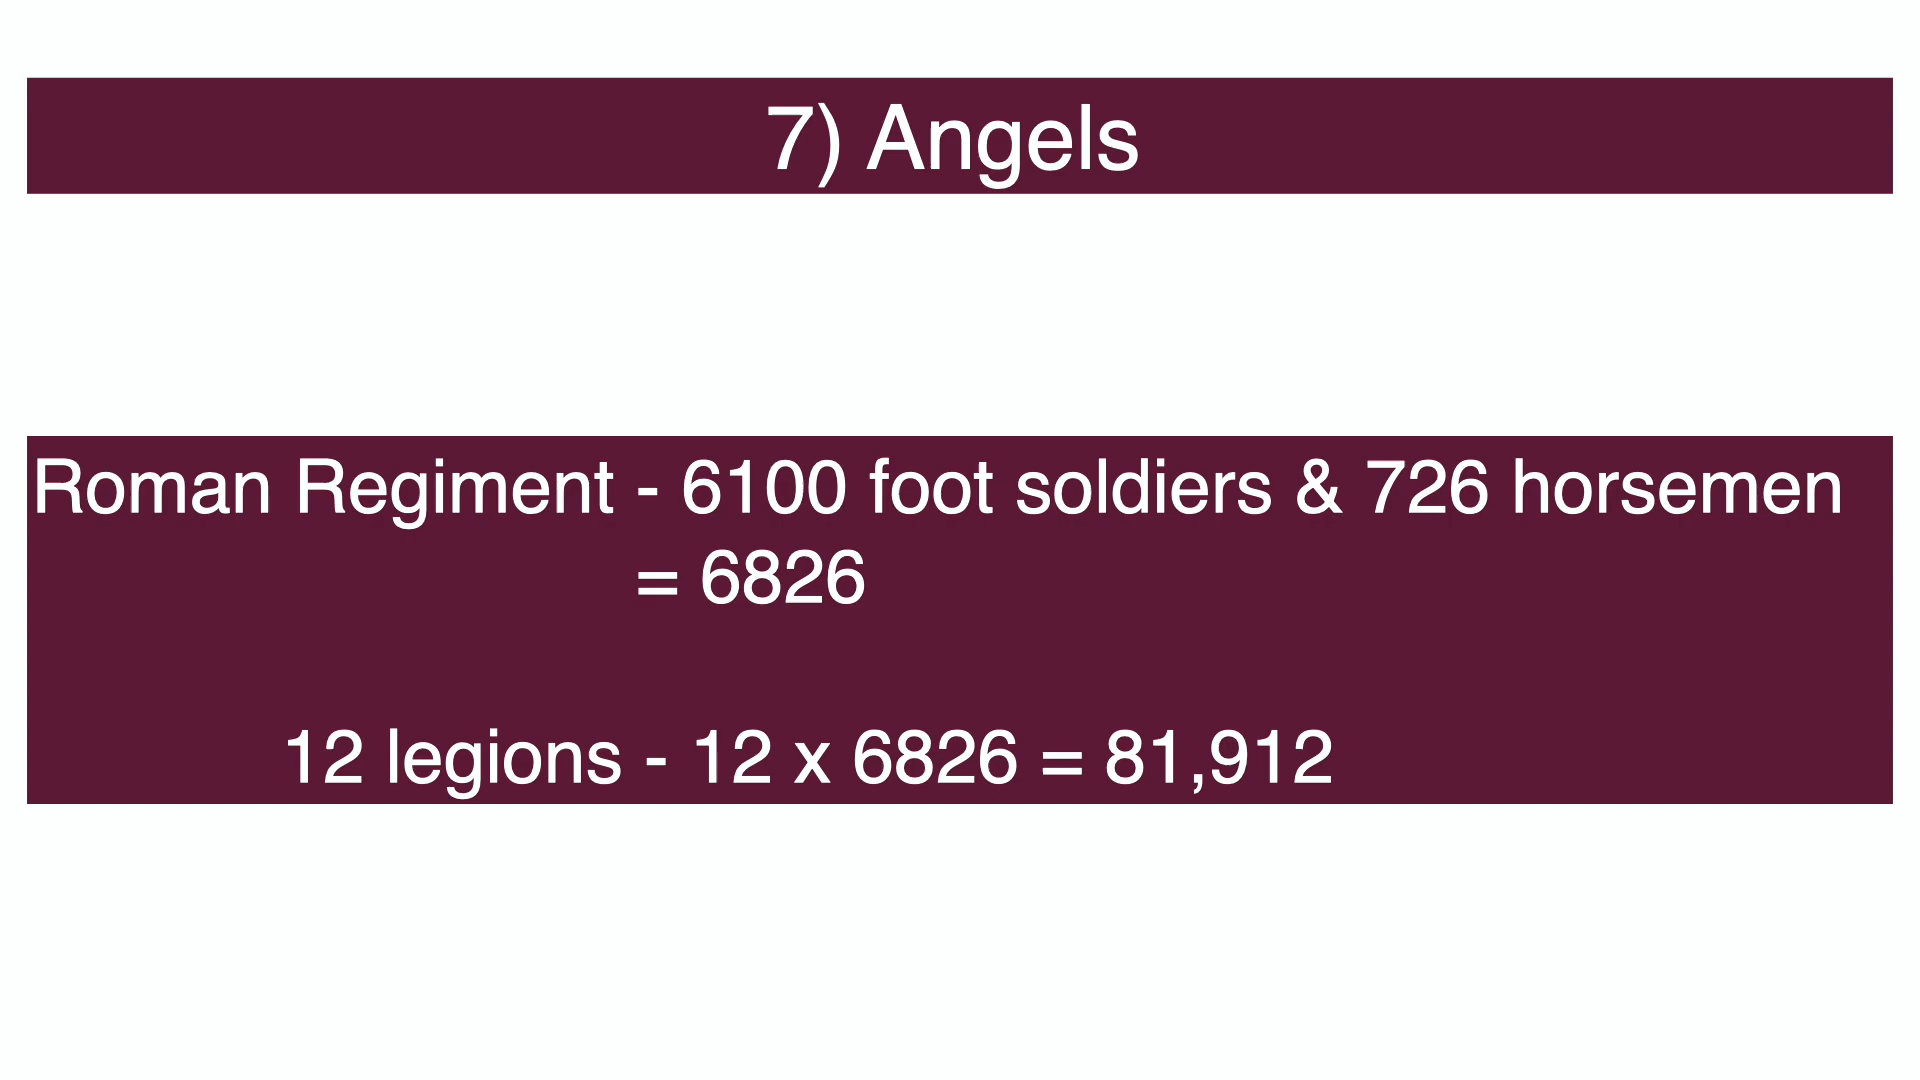 7) Angels
Roman Regiment - 6100 foot soldiers & 726 horsemen
= 6826
12 legions - 12 x 6826 = 81,912